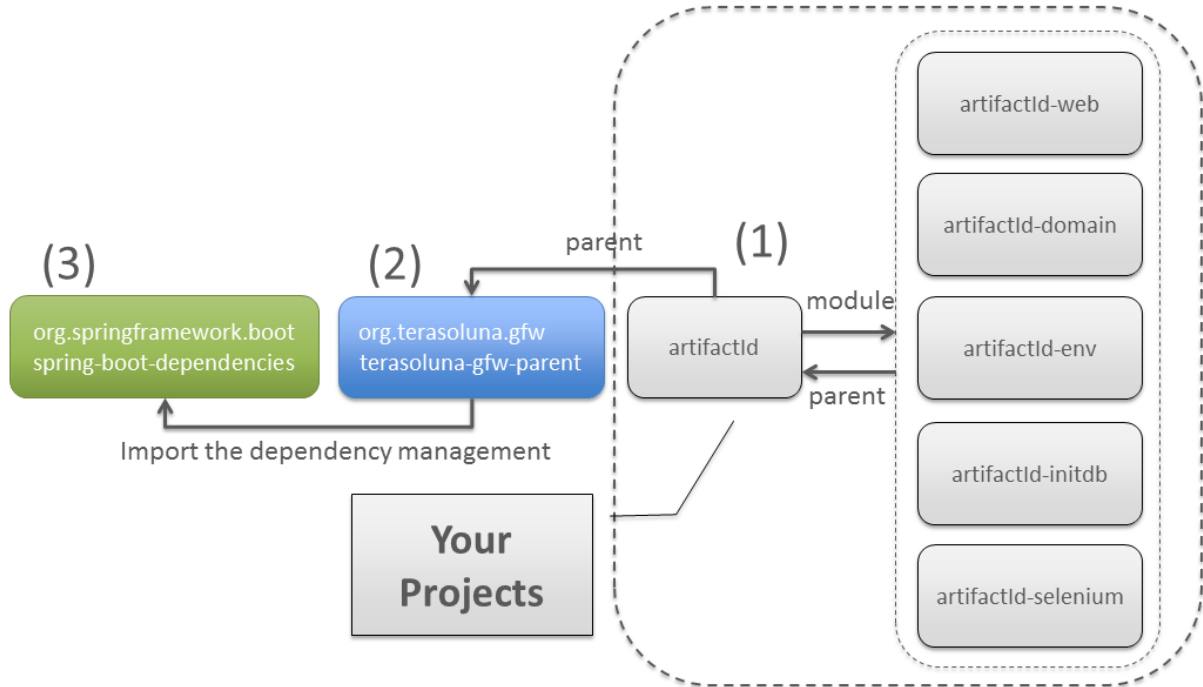 (3)
org.springframework.boot
spring-boot-dependencies
(2)
org.terasoluna.gfw
terasoluna-gfw-parent
Import the dependency management
parent
(1)
artifactId
module
parent
Your
Projects
artifactId-web
artifactId-domain
artifactId-env
artifactId-initdb
artifactId-selenium